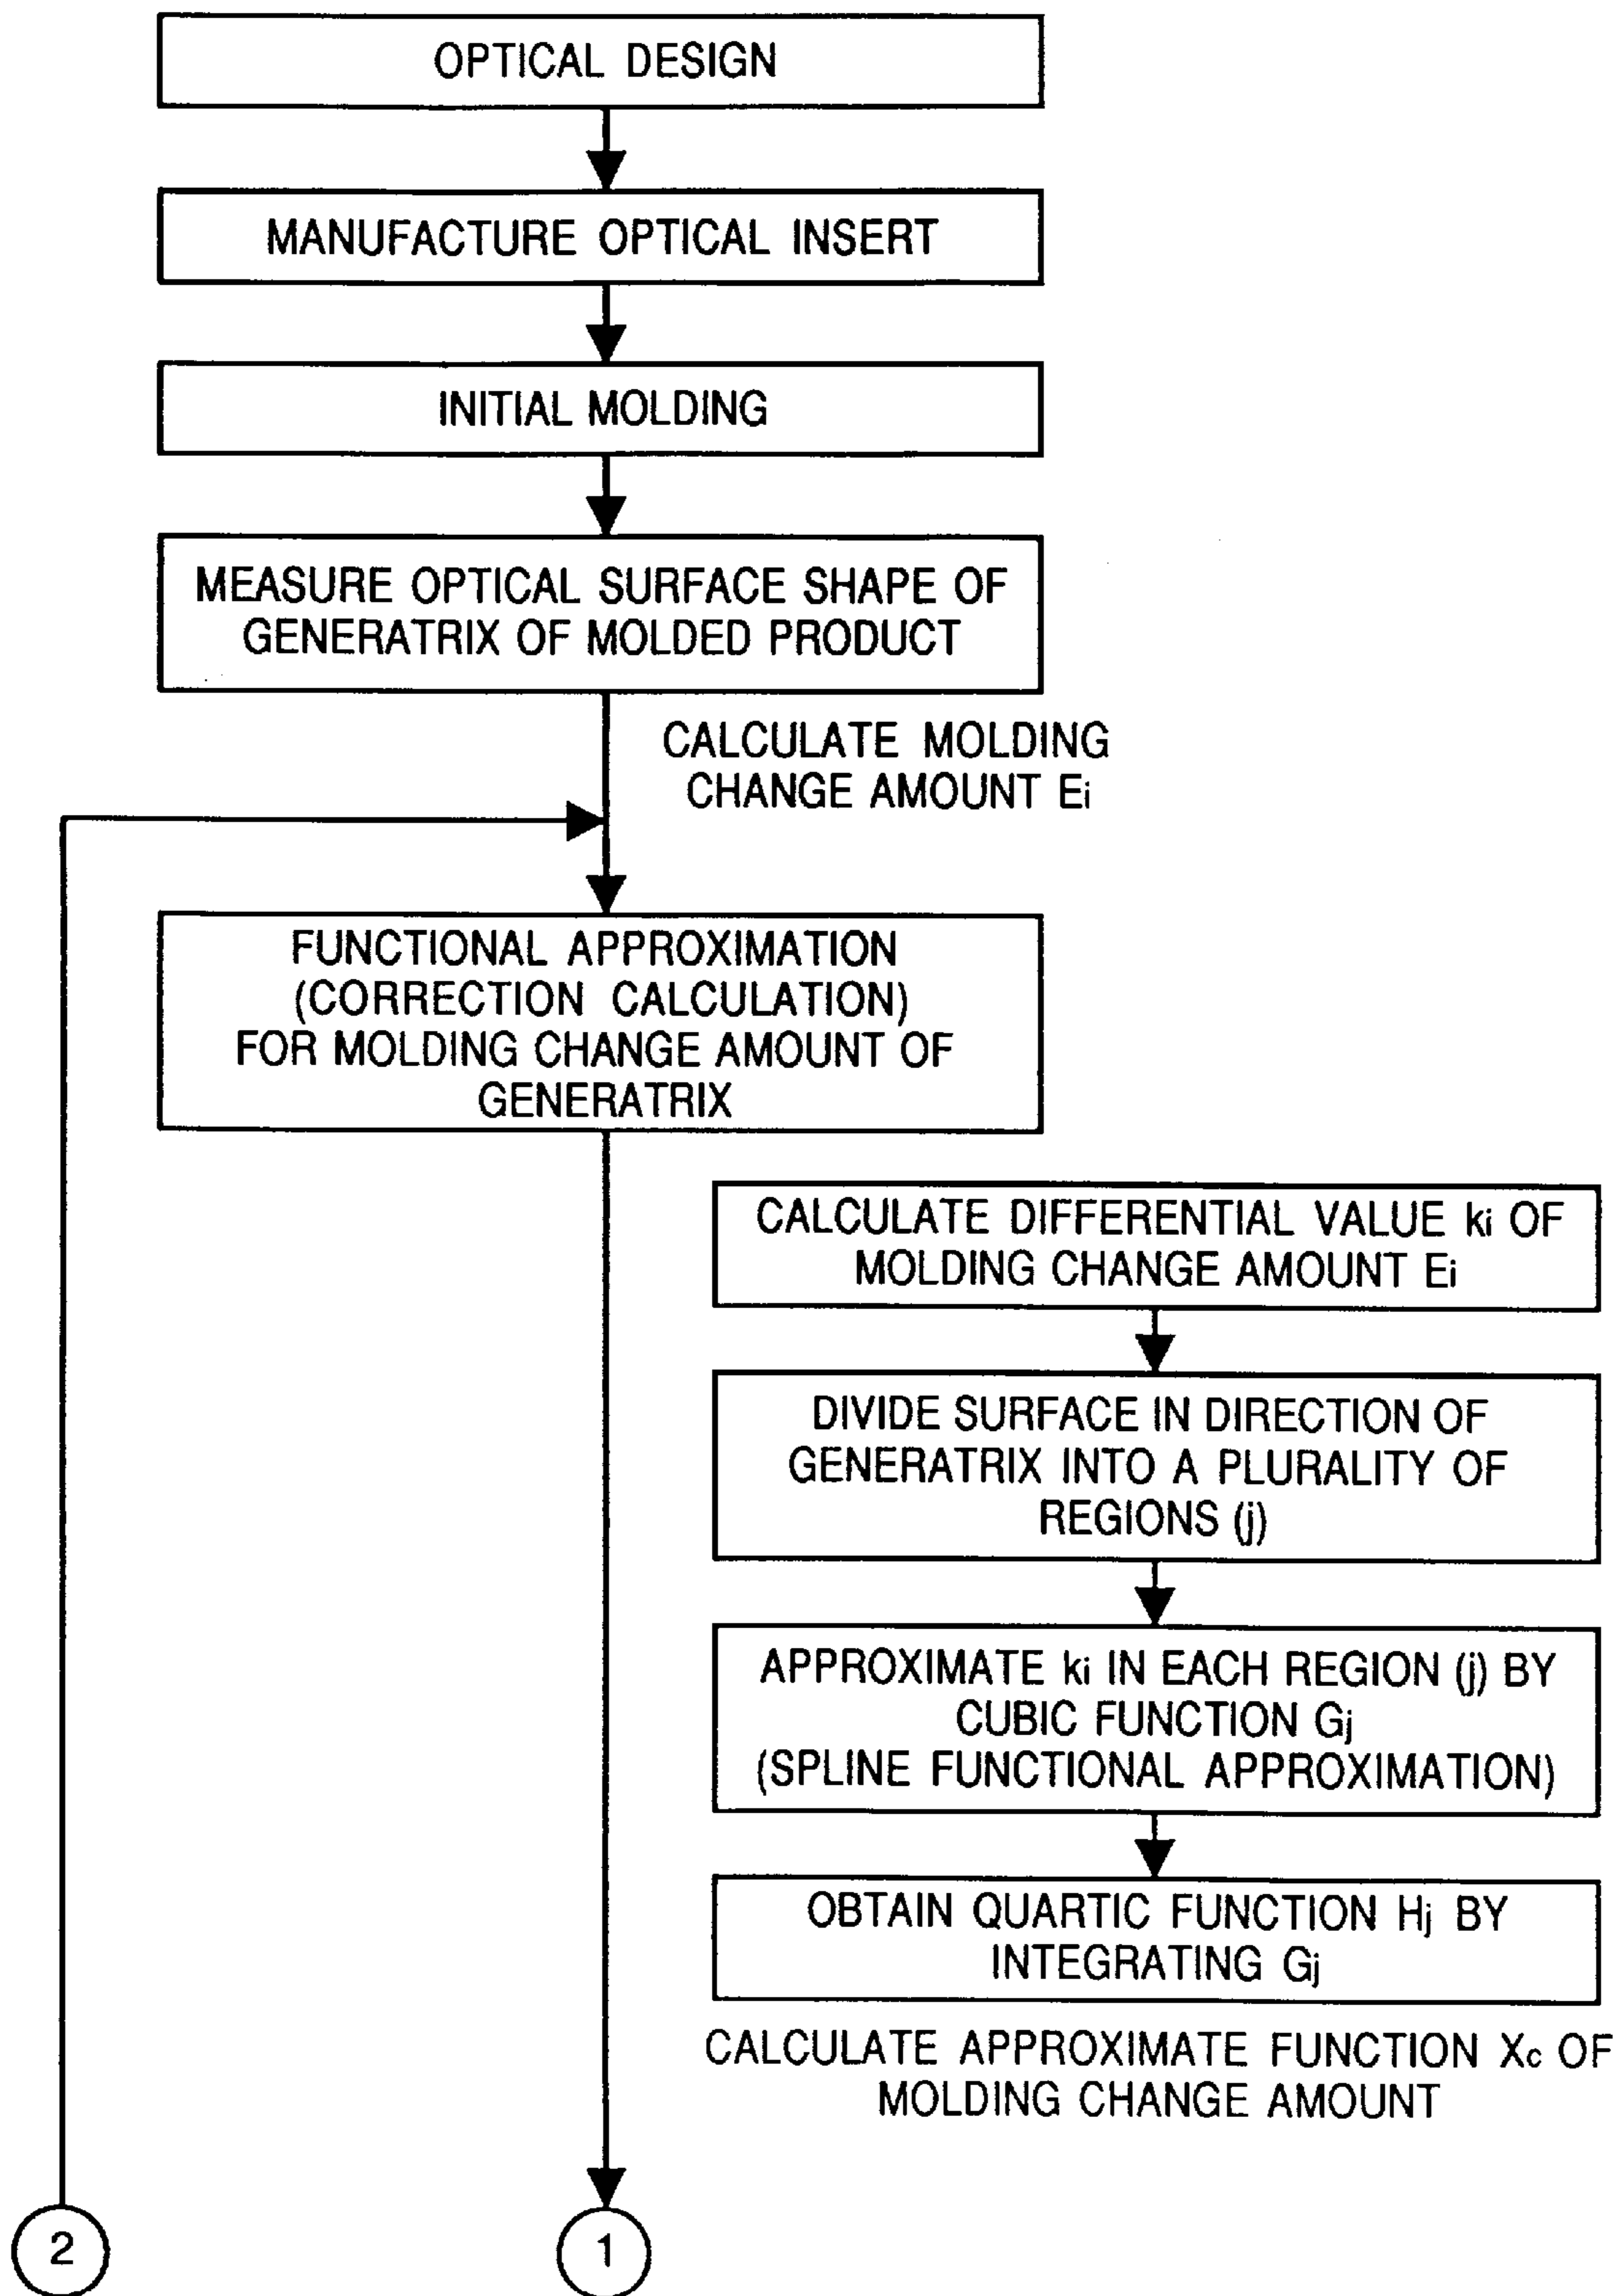 OPTICAL DESIGN
MANUFACTURE OPTICAL INSERT
INITIAL MOLDING
MEASURE OPTICAL SURFACE SHAPE OF
GENERATRIX OF MOLDED PRODUCT
CALCULATE MOLDING
CHANGE AMOUNT Ei
FUNCTIONAL APPROXIMATION
(CORRECTION CALCULATION)
FOR MOLDING CHANGE AMOUNT OF
GENERATRIX
CALCULATE DIFFERENTIAL VALUE ki OF
MOLDING CHANGE AMOUNT Ei
DIVIDE SURFACE IN DIRECTION OF
GENERATRIX INTO A PLURALITY OF
REGIONS (j)
APPROXIMATE ki IN EACH REGION (j) BY
CUBIC FUNCTION Gj
(SPLINE FUNCTIONAL APPROXIMATION)
OBTAIN QUARTIC FUNCTION Hj BY
INTEGRATING Gj
CALCULATE APPROXIMATE FUNCTION Xc OF
MOLDING CHANGE AMOUNT
2
1